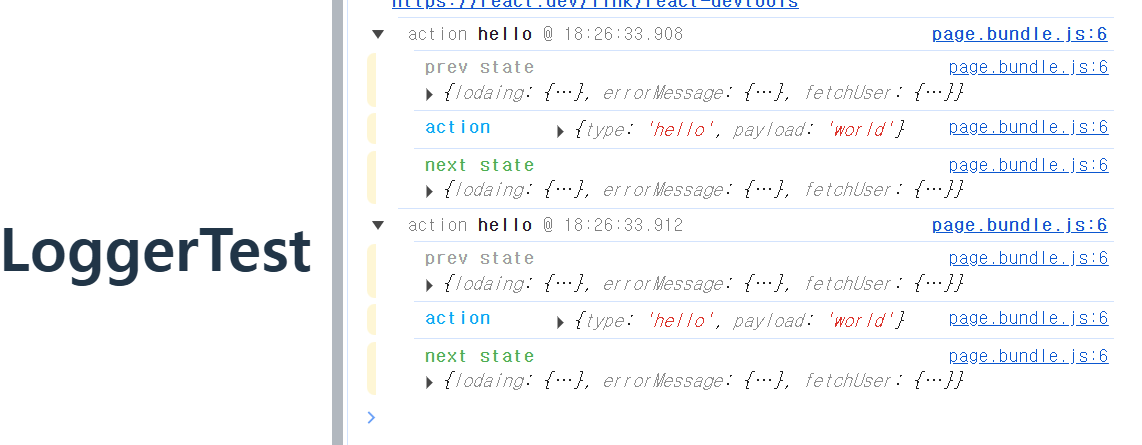 https://react.dev/link/react-devtools
▼ action hello @ 18:26:33.908 page.bundle.js:6
prev state page.bundle.js:6
▶ {lodaing: {…}, errorMessage: {…}, fetchUser: {…}}
action ▶ {type: 'hello', payload: 'world'} page.bundle.js:6
next state page.bundle.js:6
▶ {lodaing: {…}, errorMessage: {…}, fetchUser: {…}}
▼ action hello @ 18:26:33.912 page.bundle.js:6
LoggerTest
prev state page.bundle.js:6
▶ {lodaing: {…}, errorMessage: {…}, fetchUser: {…}}
action ▶ {type: 'hello', payload: 'world'} page.bundle.js:6
next state page.bundle.js:6
▶ {lodaing: {…}, errorMessage: {…}, fetchUser: {…}}